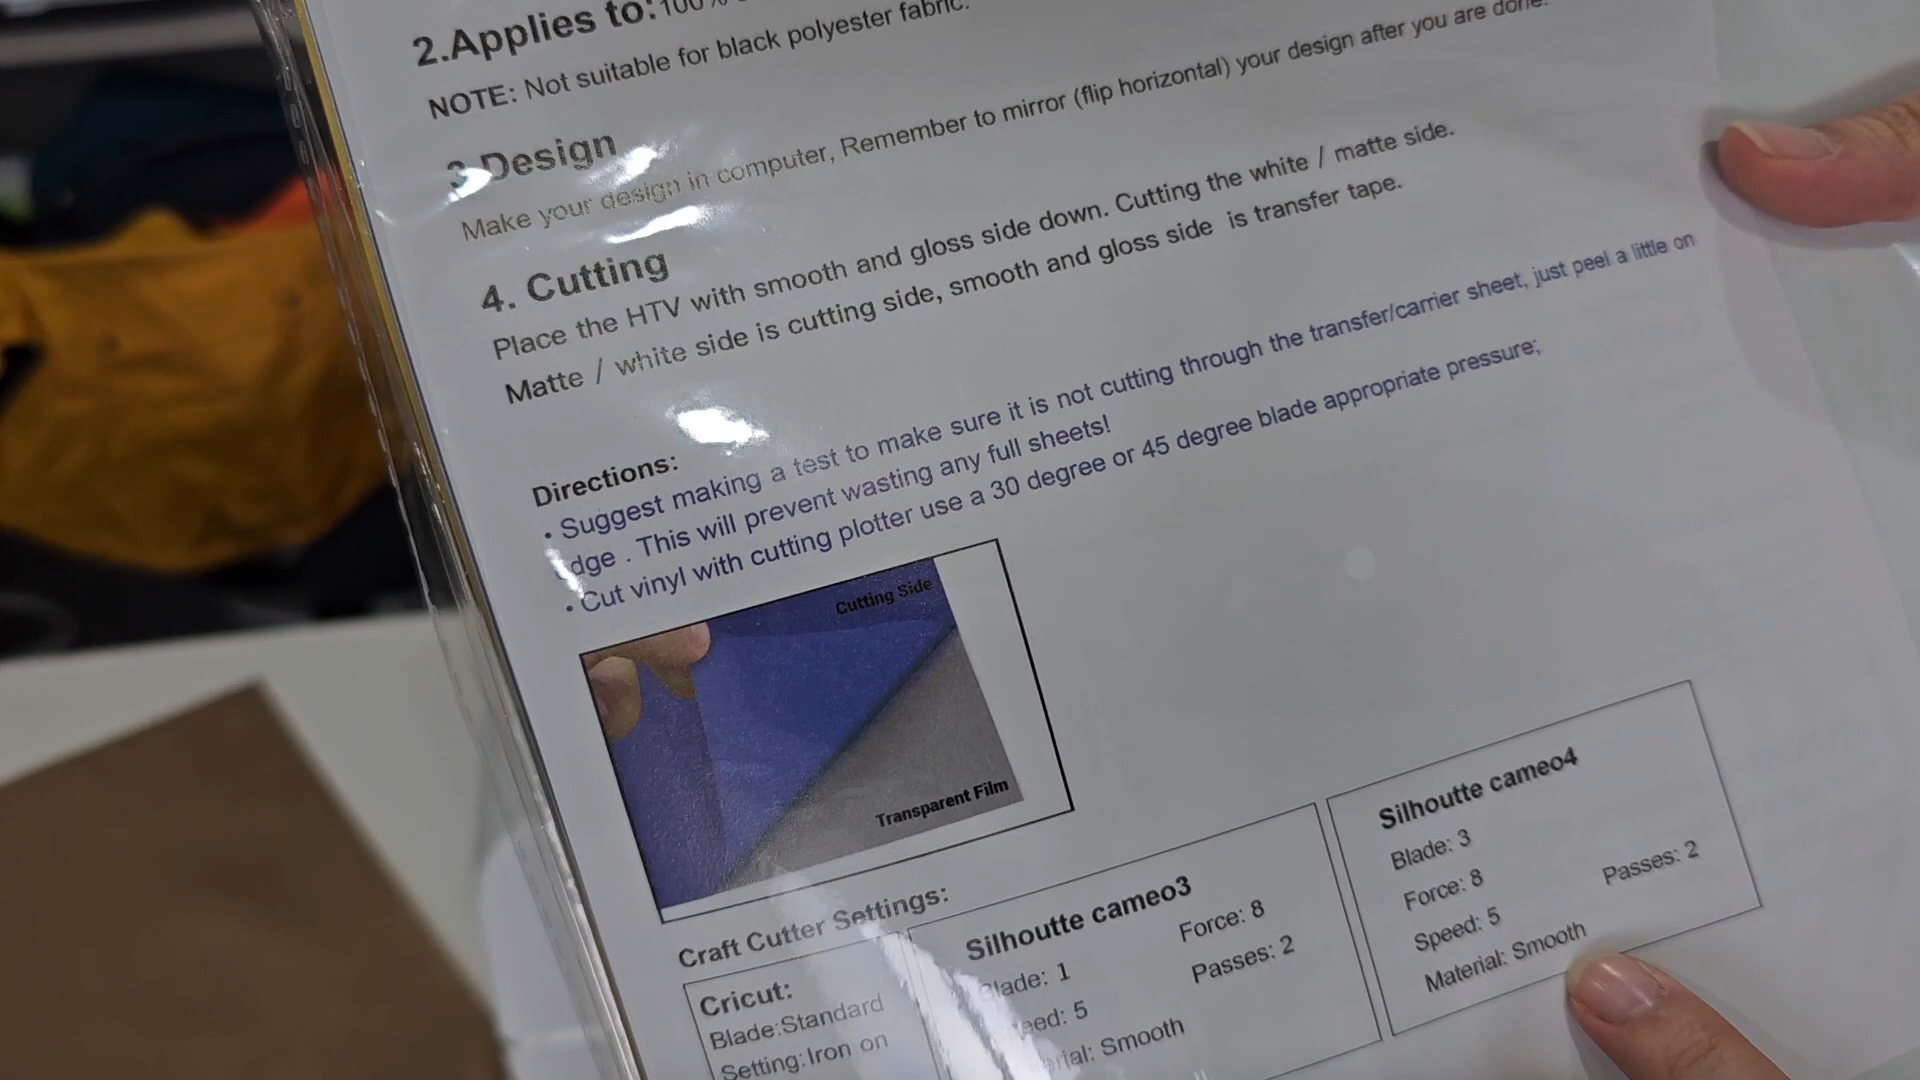 2.Applies to:100%
NOTE: Not suitable for black polyester fabric.
3 Design
Make your design in computer, Remember to mirror (flip horizontal) your design after you are done.
4. Cutting
Place the HTV with smooth and gloss side down. Cutting the white / matte side.
Matte / white side is cutting side, smooth and gloss side is transfer tape.
Directions:
• Suggest making a test to make sure it is not cutting through the transfer/carrier sheet, just peel a little on
dge . This will prevent wasting any full sheets!
• Cut vinyl with cutting plotter use a 30 degree or 45 degree blade appropriate pressure;
Cutting Side
Transparent Film
Craft Cutter Settings:
Cricut:
Blade:Standard
Setting:Iron on
Silhoutte cameo3
Blade: 1 Force: 8
eed: 5 Passes: 2
rial: Smooth
Silhoutte cameo4
Blade: 3
Force: 8 Passes: 2
Speed: 5
Material: Smooth